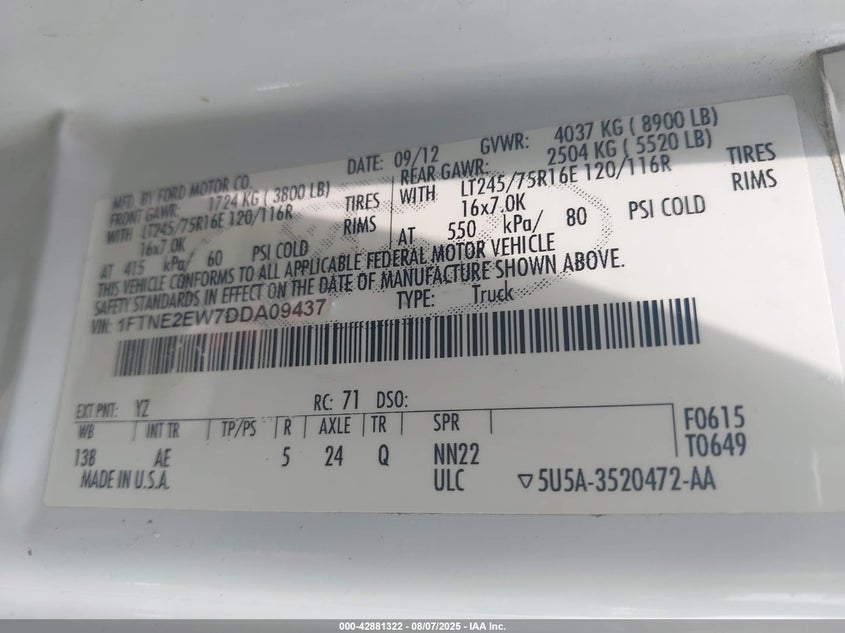 MFD. BY FORD MOTOR CO.
DATE: 09/12 GVWR: 4037 KG ( 8900 LB)
FRONT GAWR: 1724 KG ( 3800 LB)
REAR GAWR: 2504 KG ( 5520 LB)
WITH LT245/75R16E 120/116R TIRES
WITH LT245/75R16E 120/116R TIRES
16x7.0K RIMS
16x7.0K RIMS
AT 415 kPa/ 60 PSI COLD
AT 550 kPa/ 80 PSI COLD
THIS VEHICLE CONFORMS TO ALL APPLICABLE FEDERAL MOTOR VEHICLE
SAFETY STANDARDS IN EFFECT ON THE DATE OF MANUFACTURE SHOWN ABOVE.
VIN: 1FTNE2EW7DDA09437 TYPE: Truck
EXT PNT: YZ RC: 71 DSO:
WB INT TR TP/PS R AXLE TR SPR F0615
138 AE 5 24 Q NN22 T0649
MADE IN U.S.A. ULC ▽5U5A-3520472-AA
000-42881322 - 08/07/2025 - IAA Inc.